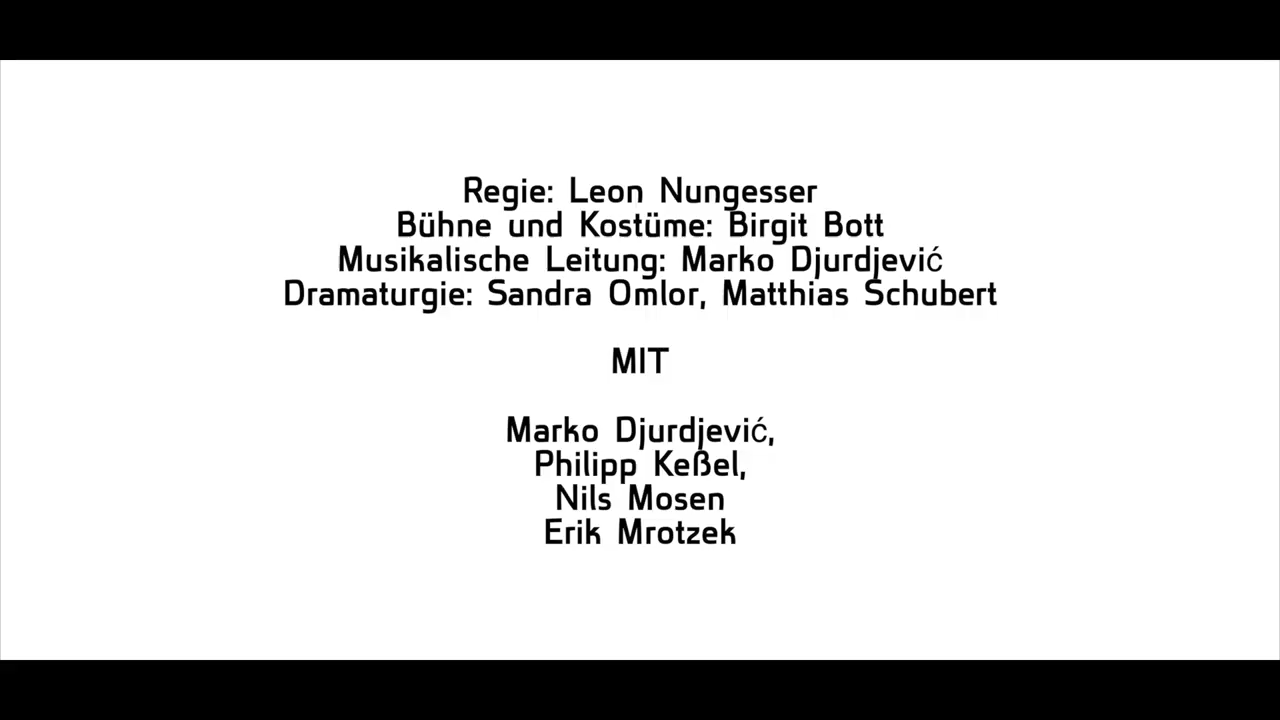 Regie: Leon Nungesser
Bühne und Kostüme: Birgit Bott
Musikalische Leitung: Marko Djurdjević
Dramaturgie: Sandra Omlor, Matthias Schubert
MIT
Marko Djurdjević,
Philipp Keßel,
Nils Mosen
Erik Mrotzek